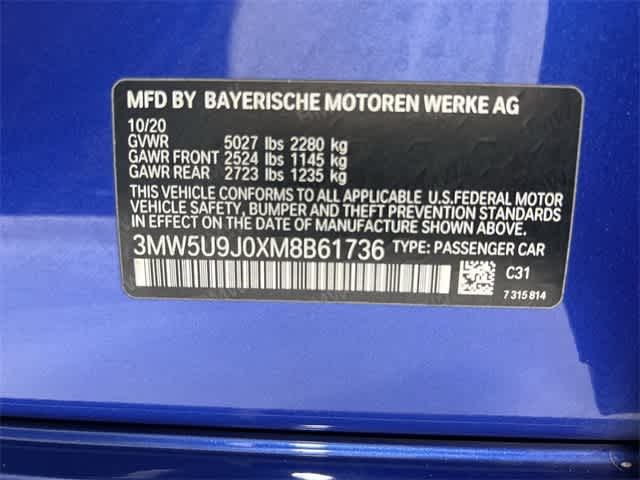 MFD BY BAYERISCHE MOTOREN WERKE AG
10/20
GVWR 5027 lbs 2280 kg
GAWR FRONT 2524 lbs 1145 kg
GAWR REAR 2723 lbs 1235 kg
THIS VEHICLE CONFORMS TO ALL APPLICABLE U.S.FEDERAL MOTOR
VEHICLE SAFETY, BUMPER AND THEFT PREVENTION STANDARDS
IN EFFECT ON THE DATE OF MANUFACTURE SHOWN ABOVE.
3MW5U9J0XM8B61736 TYPE: PASSENGER CAR
C31
7 315 814